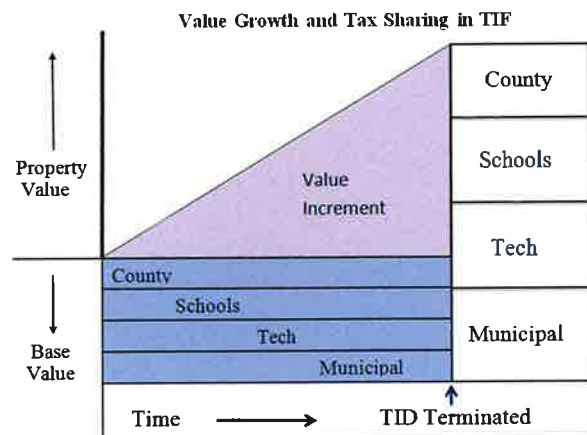 Value Growth and Tax Sharing in TIF
Property
Value
Base
Value
Value
Increment
County
Schools
Tech
Municipal
County
Schools
Tech
Municipal
Time
TID Terminated